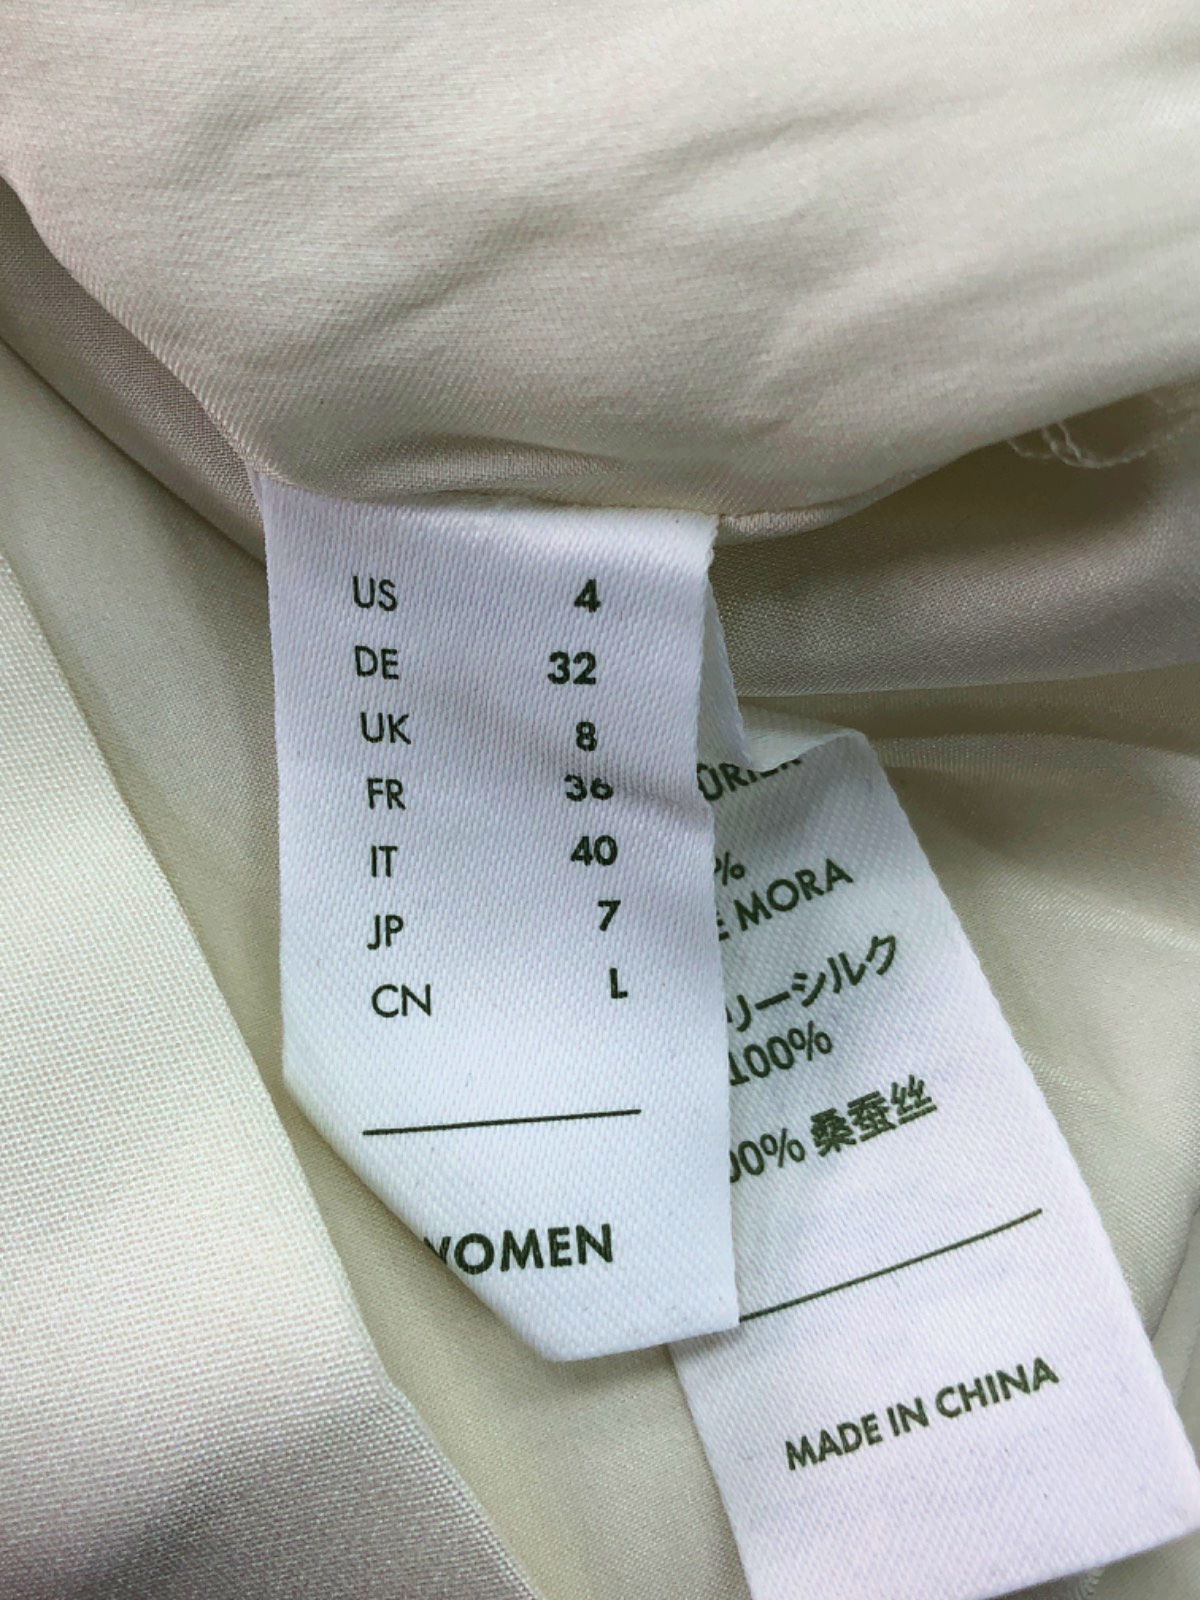 US 4
DE 32
UK 8
FR 36
IT 40
JP 7
CN L
WOMEN
%
MORA
リーシルク
100%
00% 桑蚕丝
MADE IN CHINA